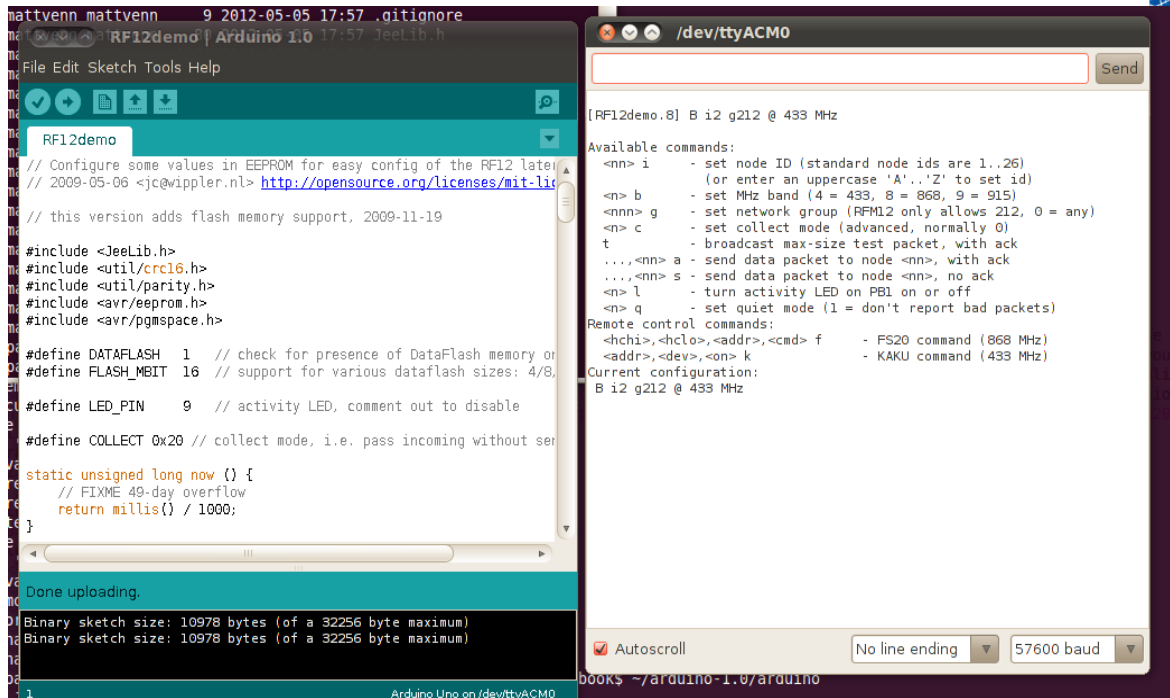 mattvenn mattvenn 9 2012-05-05 17:57 .gitignore
RF12demo | Arduino 1.0
17:57 JeeLib.h
File Edit Sketch Tools Help
RF12demo
// Configure some values in EEPROM for easy config of the RF12 later
// 2009-05-06 <jc@wippler.nl> http://opensource.org/licenses/mit-lic
// this version adds flash memory support, 2009-11-19
#include <JeeLib.h>
#include <util/crc16.h>
#include <util/parity.h>
#include <avr/eeprom.h>
#include <avr/pgmspace.h>
#define DATAFLASH 1 // check for presence of DataFlash memory on
#define FLASH_MBIT 16 // support for various dataflash sizes: 4/8,
#define LED_PIN 9 // activity LED, comment out to disable
#define COLLECT 0x20 // collect mode, i.e. pass incoming without sen
static unsigned long now () {
// FIXME 49-day overflow
return millis() / 1000;
}
Done uploading.
Binary sketch size: 10978 bytes (of a 32256 byte maximum)
Binary sketch size: 10978 bytes (of a 32256 byte maximum)
1 Arduino Uno on /dev/ttyACM0
/dev/ttyACM0
Send
[RF12demo.8] B i2 g212 @ 433 MHz
Available commands:
<nn> i - set node ID (standard node ids are 1..26)
(or enter an uppercase 'A'..'Z' to set id)
<n> b - set MHz band (4 = 433, 8 = 868, 9 = 915)
<nnn> g - set network group (RFM12 only allows 212, 0 = any)
<n> c - set collect mode (advanced, normally 0)
t - broadcast max-size test packet, with ack
...,<nn> a - send data packet to node <nn>, with ack
...,<nn> s - send data packet to node <nn>, no ack
<n> l - turn activity LED on PB1 on or off
<n> q - set quiet mode (1 = don't report bad packets)
Remote control commands:
<hchi>,<hclo>,<addr>,<cmd> f - FS20 command (868 MHz)
<addr>,<dev>,<on> k - KAKU command (433 MHz)
Current configuration:
B i2 g212 @ 433 MHz
Autoscroll
No line ending
57600 baud
book$ ~/arduino-1.0/arduino